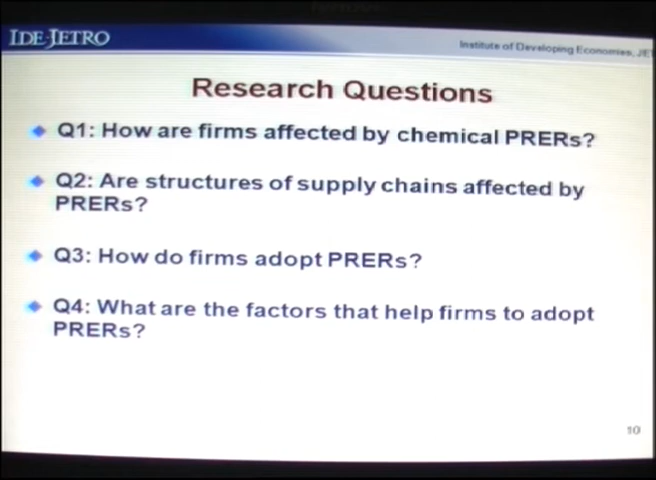 IDE-JETRO
Institute of Developing Economies, JET
Research Questions
Q1: How are firms affected by chemical PRERs?
Q2: Are structures of supply chains affected by
PRERs?
Q3: How do firms adopt PRERs?
Q4: What are the factors that help firms to adopt
PRERs?
10